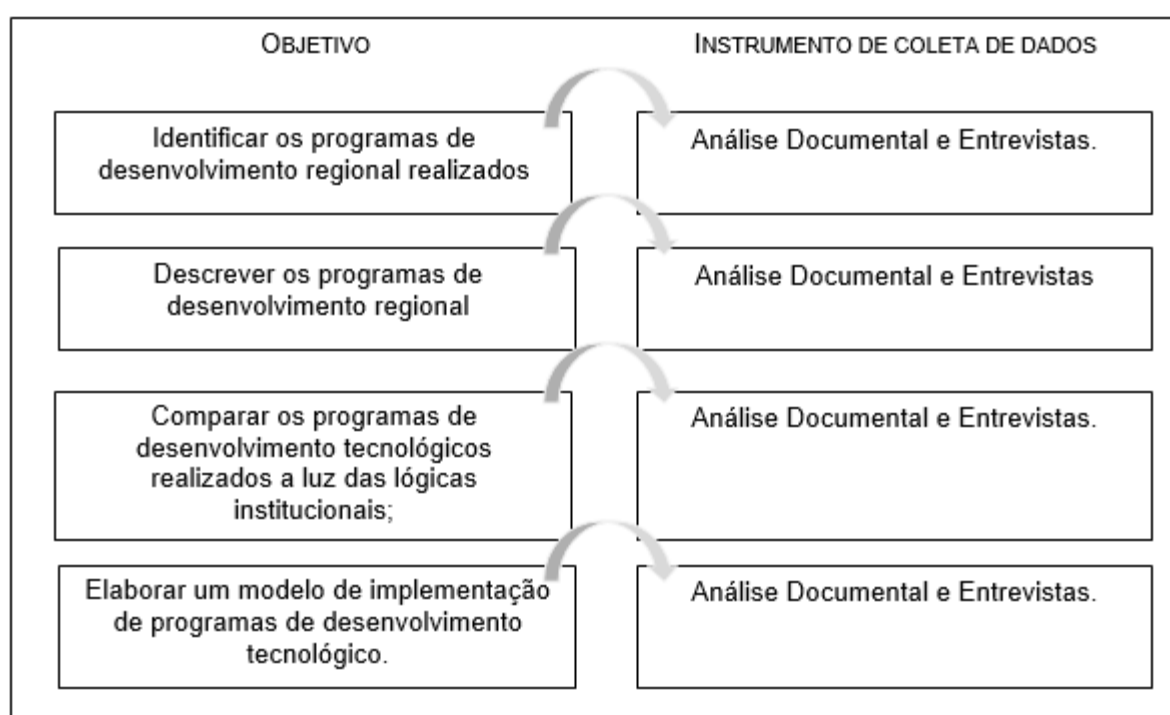 OBJETIVO
INSTRUMENTO DE COLETA DE DADOS
Identificar os programas de
desenvolvimento regional realizados
Análise Documental e Entrevistas.
Descrever os programas de
desenvolvimento regional
Análise Documental e Entrevistas
Comparar os programas de
desenvolvimento tecnológicos
realizados a luz das lógicas
institucionais;
Análise Documental e Entrevistas.
Elaborar um modelo de implementação
de programas de desenvolvimento
tecnológico.
Análise Documental e Entrevistas.